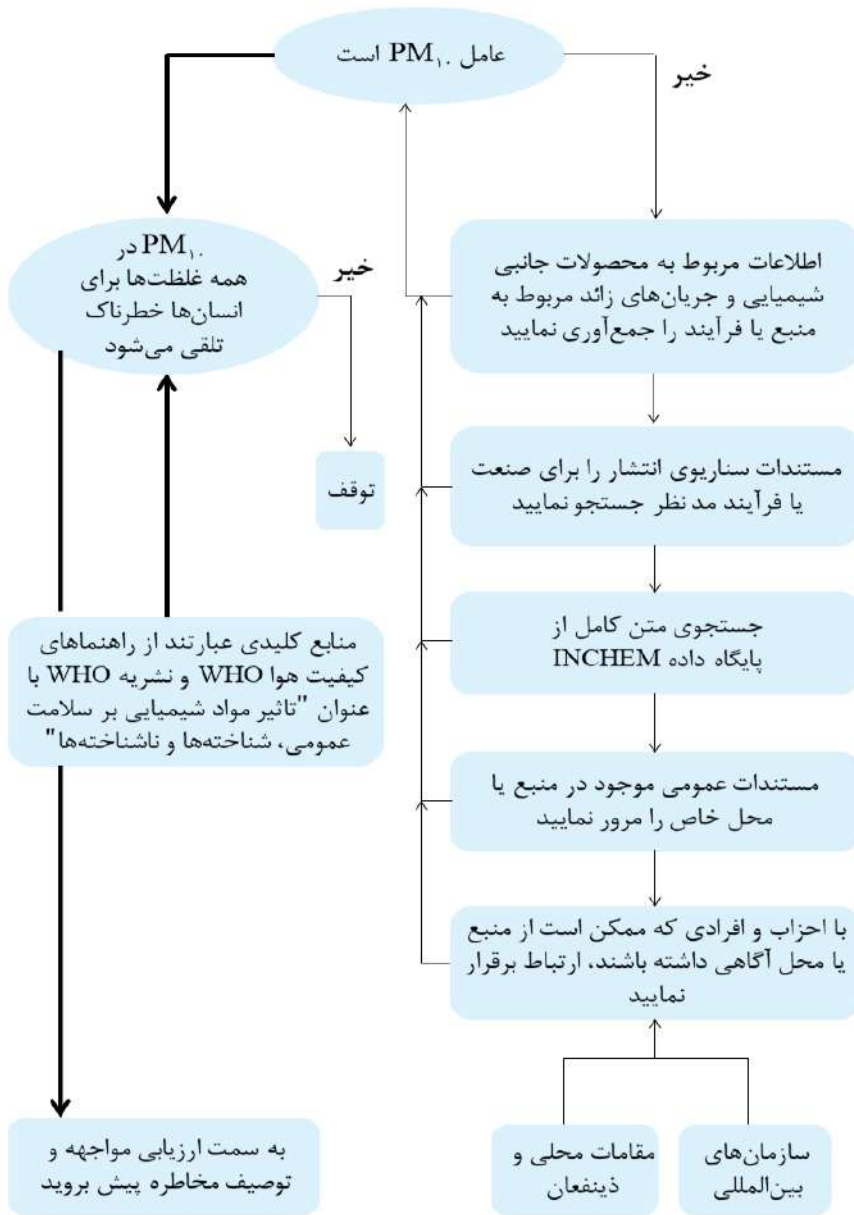 عامل PM۱۰ است
خیر
اطلاعات مربوط به محصولات جانبی
شیمیایی و جریان‌های زائد مربوط به
منبع یا فرآیند را جمع‌آوری نمایید
مستندات سناریوی انتشار را برای صنعت
یا فرآیند مد نظر جستجو نمایید
جستجوی متن کامل از
پایگاه داده INCHEM
مستندات عمومی موجود در منبع یا
محل خاص را مرور نمایید
با احزاب و افرادی که ممکن است از منبع
یا محل آگاهی داشته باشند، ارتباط برقرار
نمایید
سازمان‌های
بین‌المللی
مقامات محلی و
ذینفعان
PM۱۰ در
همه غلظت‌ها برای
انسان‌ها خطرناک
تلقی می‌شود
خیر
توقف
منابع کلیدی عبارتند از راهنماهای
کیفیت هوا WHO و نشریه WHO با
عنوان "تاثیر مواد شیمیایی بر سلامت
عمومی، شناخته‌ها و ناشناخته‌ها"
به سمت ارزیابی مواجهه و
توصیف مخاطره پیش بروید